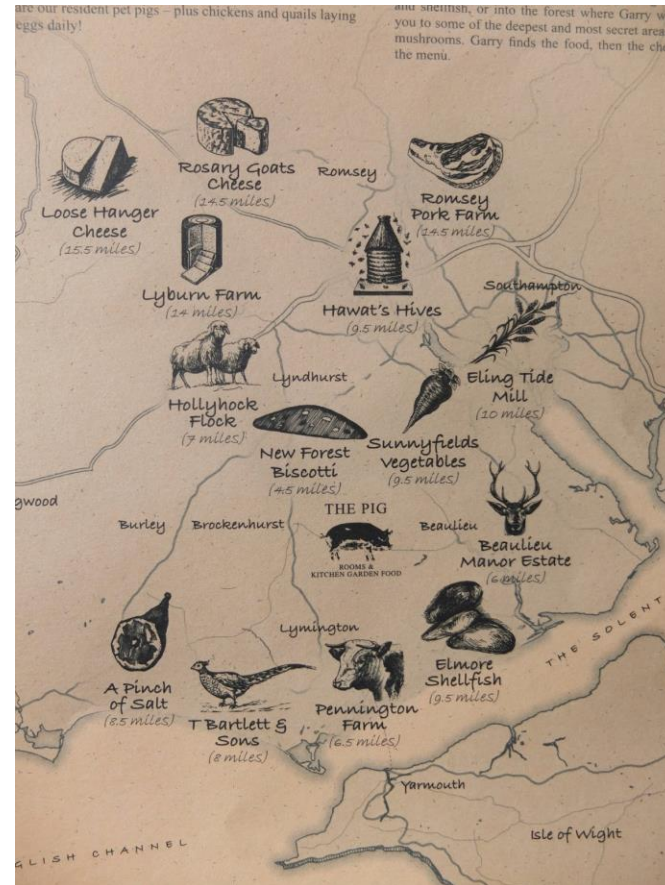 are our resident pet pigs – plus chickens and quails laying
eggs daily!
and shellfish, or into the forest where Garry
you to some of the deepest and most secret
mushrooms. Garry finds the food, then the
the menu.
Rosary Goats
Cheese
(14.5 miles)
Romsey
Romsey
Pork Farm
(14.5 miles)
Loose Hanger
Cheese
(15.5 miles)
Lyburn Farm
(14 miles)
Hawat's Hives
(9.5 miles)
Southampton
Hollyhock
Flock
(7 miles)
Lyndhurst
Eling Tide
Mill
(10 miles)
New Forest
Biscotti
(4.5 miles)
Sunnyfields
Vegetables
(9.5 miles)
gwood
Burley
Brockenhurst
THE PIG
ROOMS &
KITCHEN GARDEN FOOD
Beaulieu
Beaulieu
Manor Estate
(6 miles)
Lymington
Elmore
Shellfish
(9.5 miles)
THE SOLENT
A Pinch
of Salt
(8.5 miles)
T Bartlett &
Sons
(8 miles)
Pennington
Farm
(6.5 miles)
Yarmouth
Isle of Wight
GLISH CHANNEL